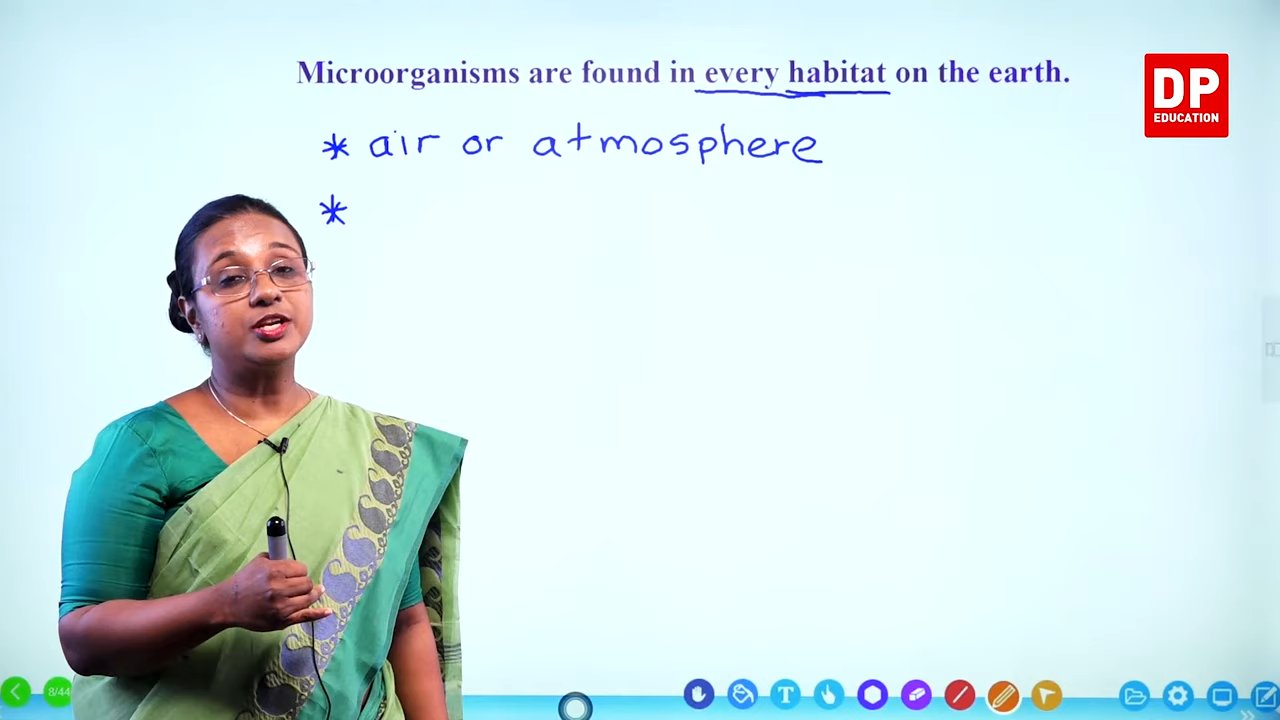 Microorganisms are found in every habitat on the earth.
DP
EDUCATION
* air or atmosphere
*
8/44
T